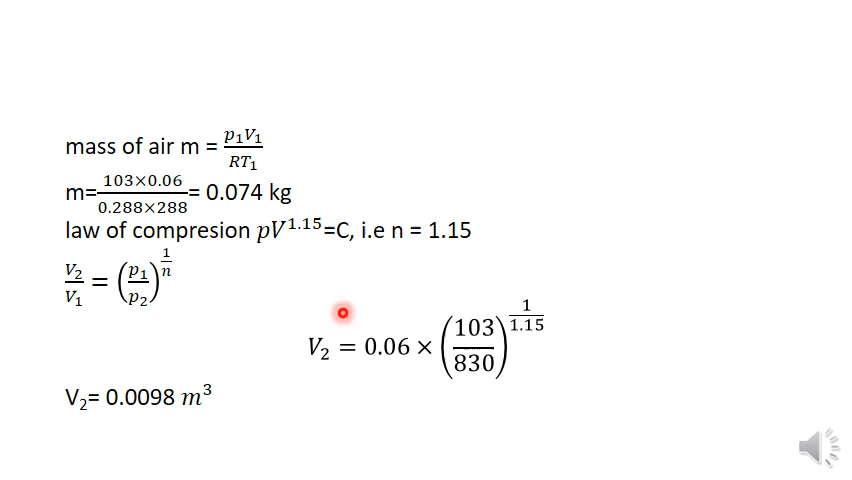 mass of air m = p₁V₁/RT₁
m=103×0.06/0.288×288= 0.074 kg
law of compresion pV^1.15=C, i.e n = 1.15
V₂/V₁ = (p₁/p₂)^1/n
V₂ = 0.06 × (103/830)^1/1.15
V₂= 0.0098 m³